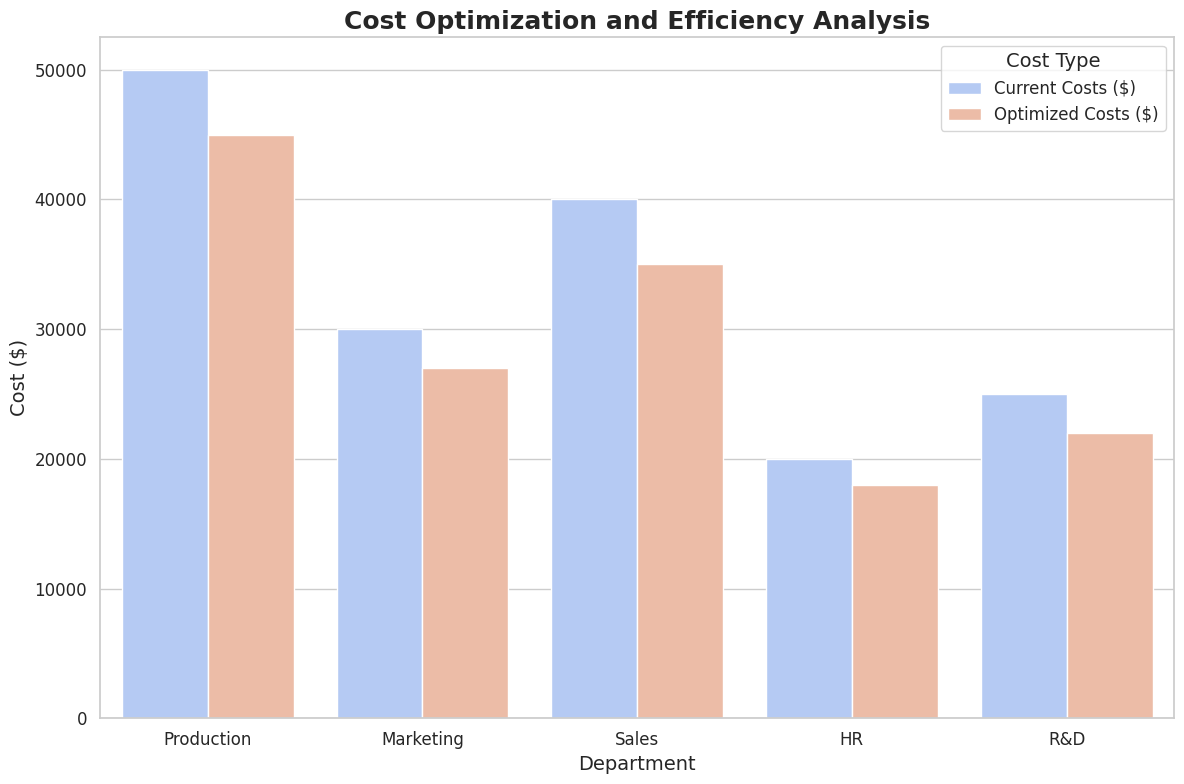 Cost Optimization and Efficiency Analysis
Cost Type
Current Costs ($)
Optimized Costs ($)
Cost ($)
50000
40000
30000
20000
10000
0
Production
Marketing
Sales
HR
R&D
Department